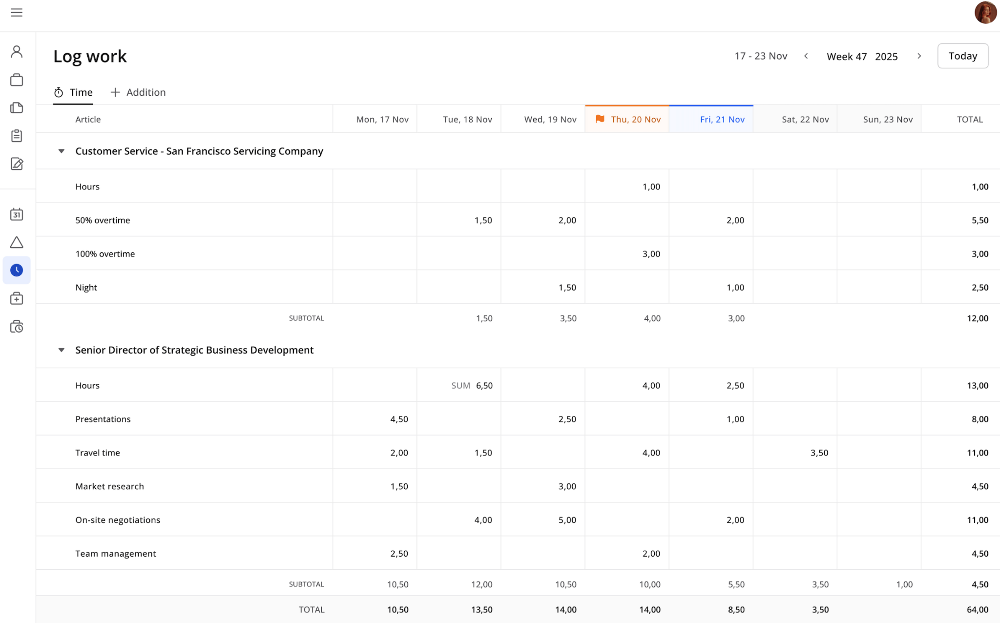 Log work
17 - 23 Nov Week 47 2025 Today
Time Addition
Article Mon, 17 Nov Tue, 18 Nov Wed, 19 Nov Thu, 20 Nov Fri, 21 Nov Sat, 22 Nov Sun, 23 Nov TOTAL
Customer Service - San Francisco Servicing Company
Hours 1,00 1,00
50% overtime 1,50 2,00 2,00 5,50
31
100% overtime 3,00 3,00
Night 1,50 1,00 2,50
SUBTOTAL 1,50 3,50 4,00 3,00 12,00
Senior Director of Strategic Business Development
Hours SUM 6,50 4,00 2,50 13,00
Presentations 4,50 2,50 1,00 8,00
Travel time 2,00 1,50 4,00 3,50 11,00
Market research 1,50 3,00 4,50
On-site negotiations 4,00 5,00 2,00 11,00
Team management 2,50 2,00 4,50
SUBTOTAL 10,50 12,00 10,50 10,00 5,50 3,50 1,00 4,50
TOTAL 10,50 13,50 14,00 14,00 8,50 3,50 64,00